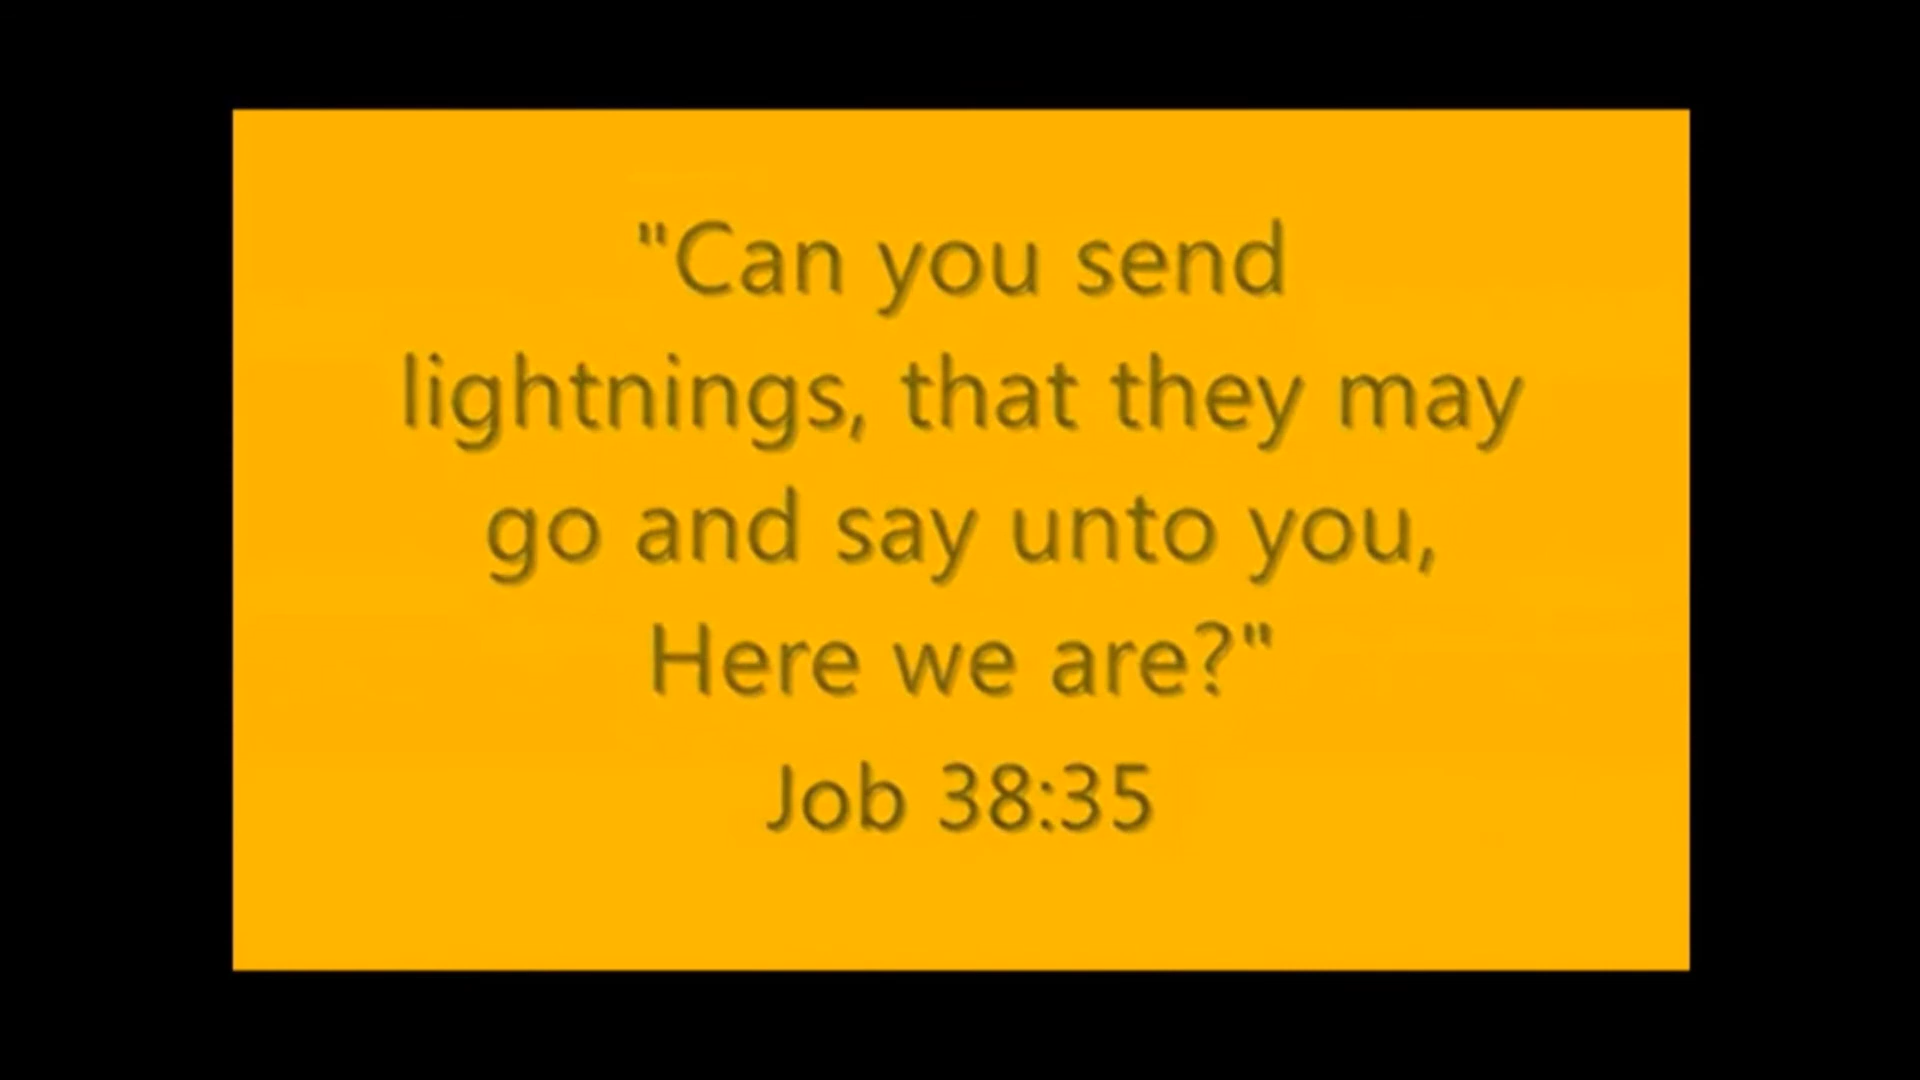 "Can you send
lightnings, that they may
go and say unto you,
Here we are?"
Job 38:35